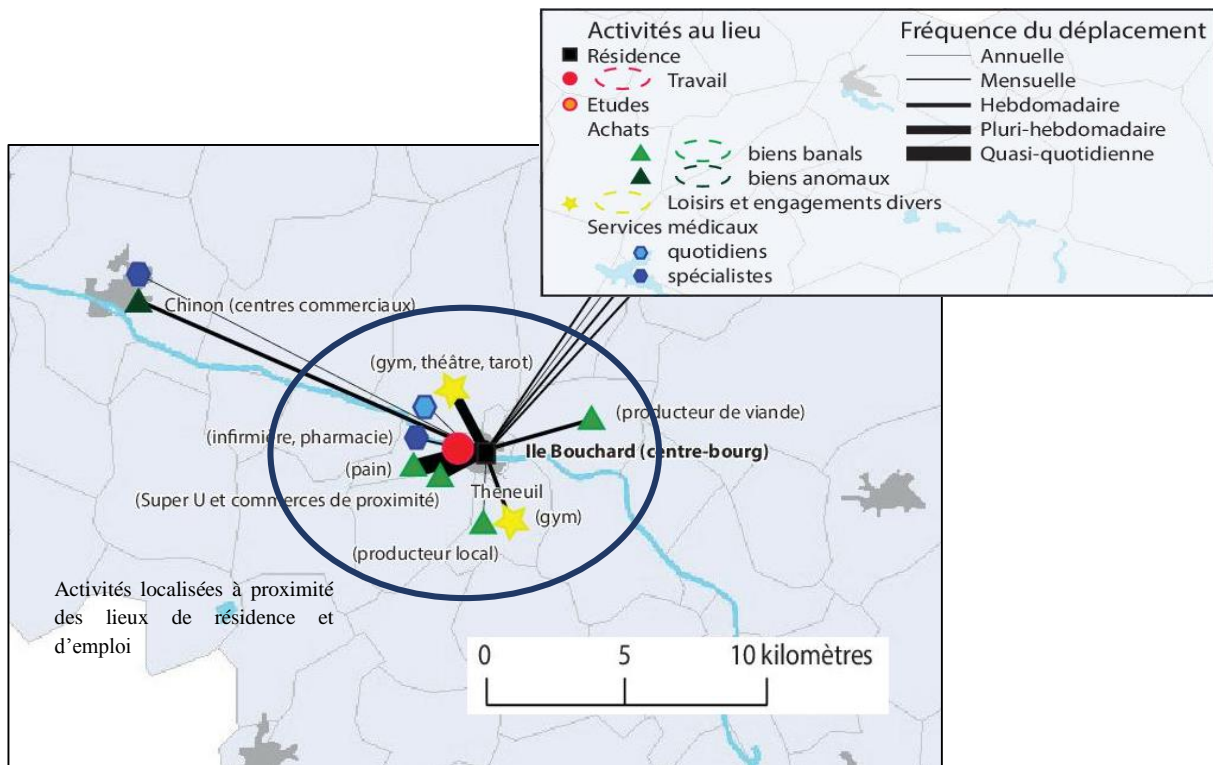 Activités au lieu
Résidence
Travail
Etudes
Achats
biens banals
biens anomaux
Loisirs et engagements divers
Services médicaux
quotidiens
spécialistes
Fréquence du déplacement
Annuelle
Mensuelle
Hebdomadaire
Pluri-hebdomadaire
Quasi-quotidienne
Chinon (centres commerciaux)
(gym, théâtre, tarot)
(producteur de viande)
(infirmière, pharmacie)
Ile Bouchard (centre-bourg)
(pain)
(Super U et commerces de proximité)
Theneuil
(gym)
(producteur local)
Activités localisées à proximité
des lieux de résidence et
d’emploi
0 5 10 kilomètres